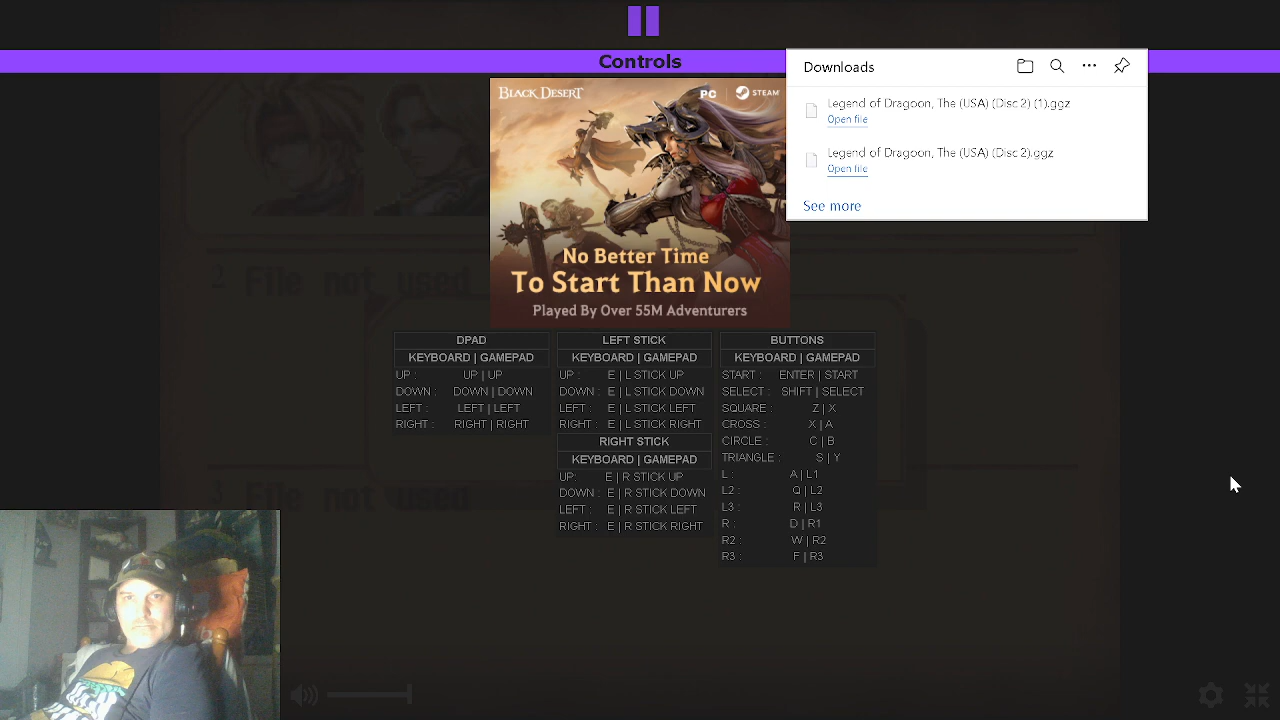 Controls
Downloads
Legend of Dragoon, The (USA) (Disc 2) (1).ggz
Open file
Legend of Dragoon, The (USA) (Disc 2).ggz
Open file
See more
BLACK DESERT
PC | STEAM
No Better Time
To Start Than Now
Played By Over 55M Adventurers
2 File not used
3 File not used
DPAD
KEYBOARD | GAMEPAD
UP : UP | UP
DOWN : DOWN | DOWN
LEFT : LEFT | LEFT
RIGHT : RIGHT | RIGHT
LEFT STICK
KEYBOARD | GAMEPAD
UP : E | L STICK UP
DOWN : E | L STICK DOWN
LEFT : E | L STICK LEFT
RIGHT : E | L STICK RIGHT
RIGHT STICK
KEYBOARD | GAMEPAD
UP: E | R STICK UP
DOWN : E | R STICK DOWN
LEFT : E | R STICK LEFT
RIGHT : E | R STICK RIGHT
BUTTONS
KEYBOARD | GAMEPAD
START : ENTER | START
SELECT : SHIFT | SELECT
SQUARE : Z | X
CROSS : X | A
CIRCLE : C | B
TRIANGLE : S | Y
L : A | L1
L2 : Q | L2
L3 : R | L3
R : D | R1
R2 : W | R2
R3 : F | R3